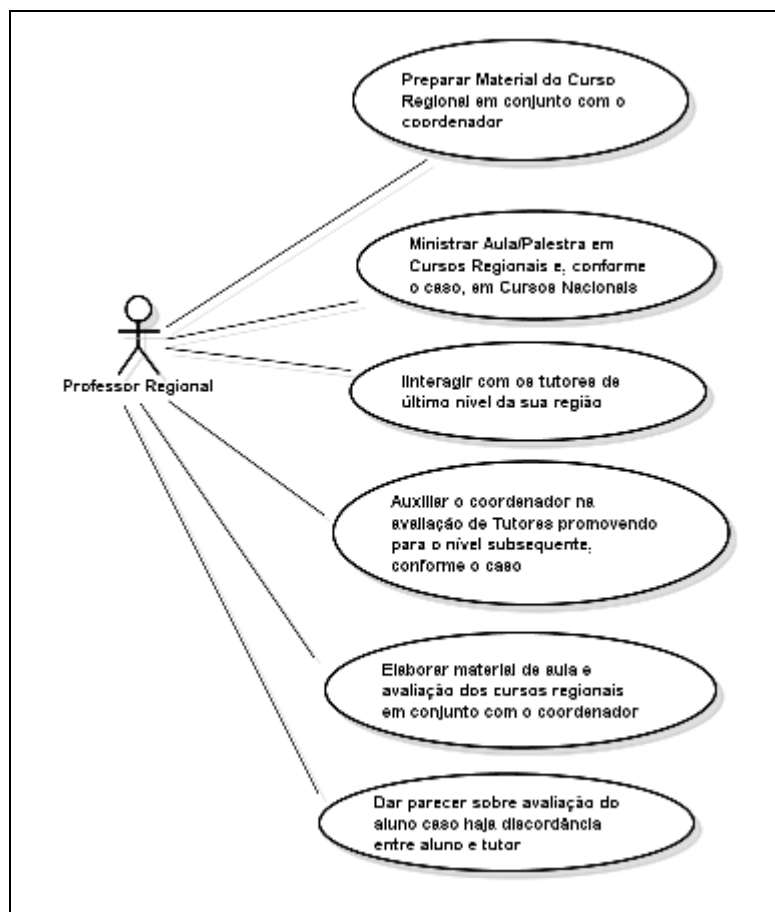 Preparar Material do Curso
Regional em conjunto com o
coordenador
Ministrar Aula/Palestra em
Cursos Regionais e, conforme
o caso, em Cursos Nacionais
Professor Regional
IInteragir com os tutores de
último nível da sua região
Auxiliar o coordenador na
avaliação de Tutores promovendo
para o nível subsequente,
conforme o caso
Elaborar material de aula e
avaliação dos cursos regionais
em conjunto com o coordenador
Dar parecer sobre avaliação do
aluno caso haja discordância
entre aluno e tutor